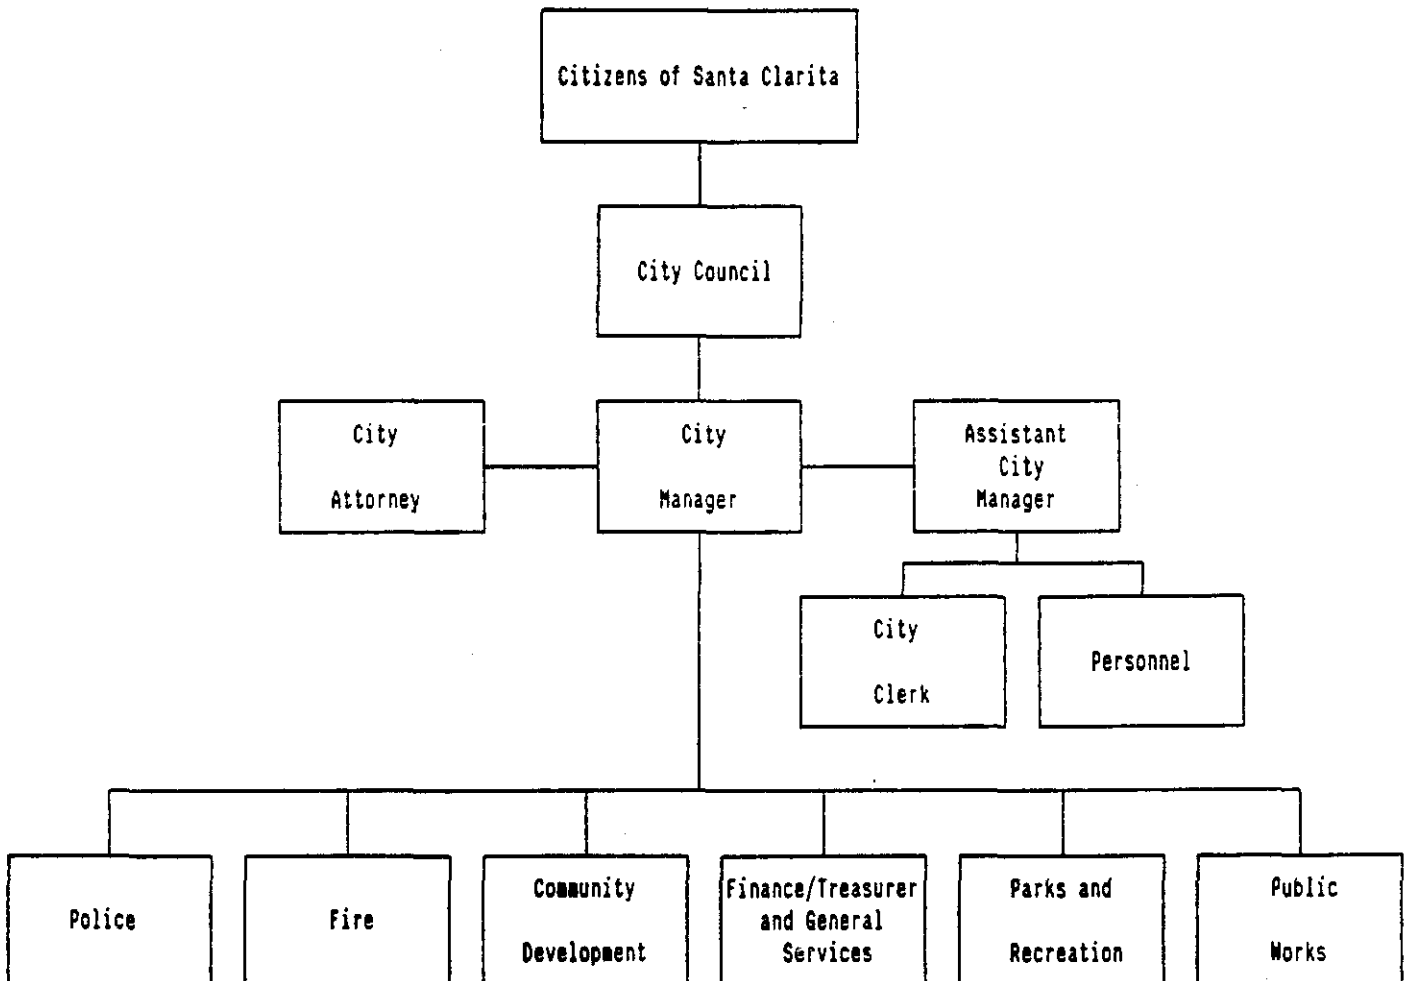 Citizens of Santa Clarita
City Council
City
Attorney
City
Manager
Assistant
City
Manager
City
Clerk
Personnel
Police
Fire
Community
Development
Finance/Treasurer
and General
Services
Parks and
Recreation
Public
Works